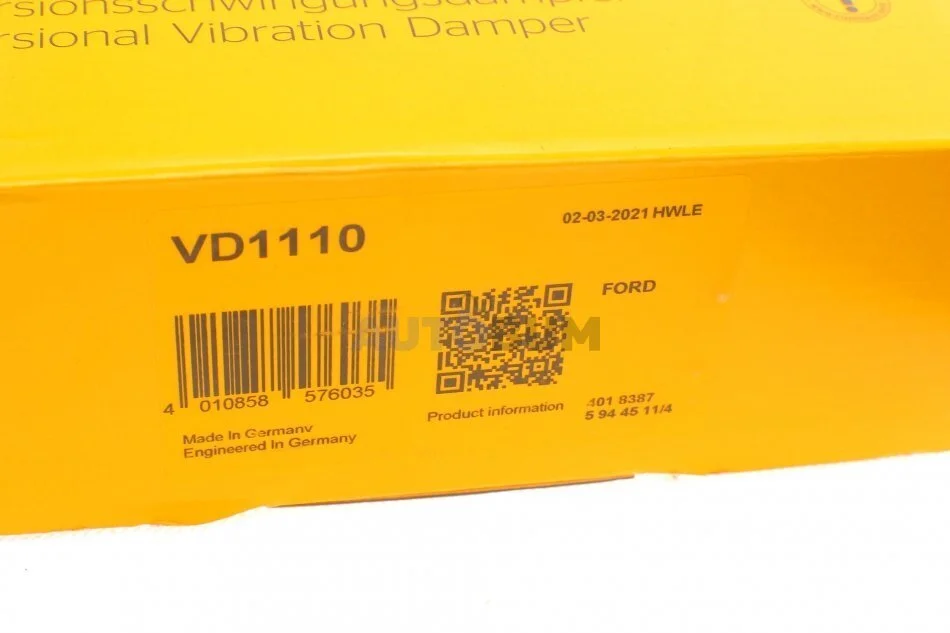 rsionsschwingungsdämpfer
rsional Vibration Damper
02-03-2021 HWLE
VD1110
FORD
4 010858 576035
Product information
401 8387
5 94 45 11/4
Made In Germany
Engineered In Germany